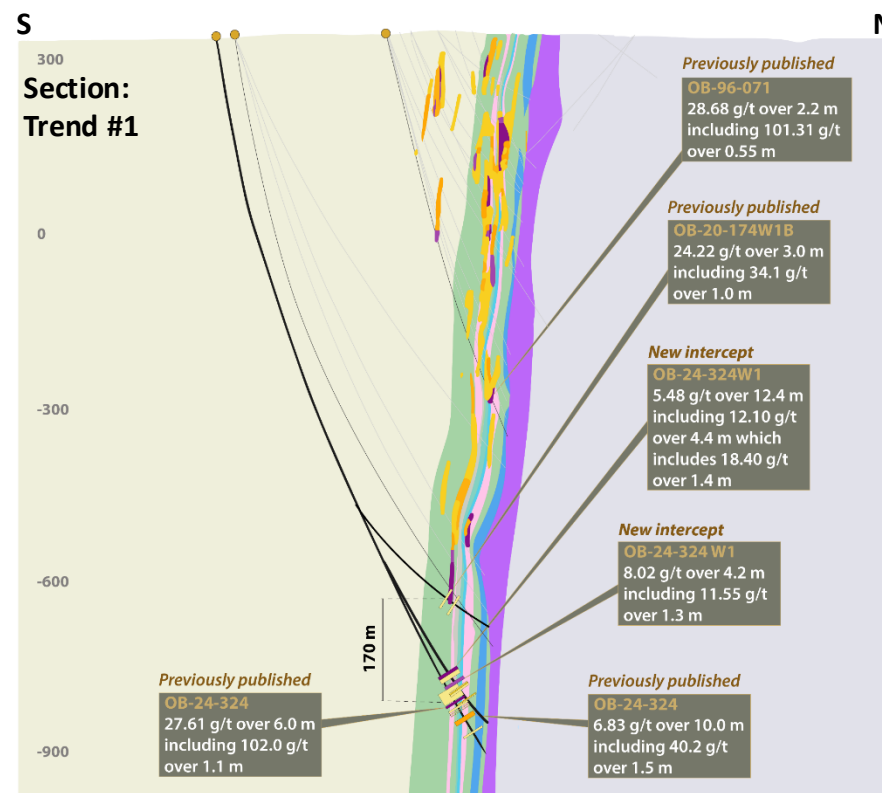 S
N
Section:
Trend #1
300
0
-300
-600
-900
170 m
Previously published
OB-96-071
28.68 g/t over 2.2 m
including 101.31 g/t
over 0.55 m
Previously published
OB-20-174W1B
24.22 g/t over 3.0 m
including 34.1 g/t
over 1.0 m
New intercept
OB-24-324W1
5.48 g/t over 12.4 m
including 12.10 g/t
over 4.4 m which
includes 18.40 g/t
over 1.4 m
New intercept
OB-24-324 W1
8.02 g/t over 4.2 m
including 11.55 g/t
over 1.3 m
Previously published
OB-24-324
27.61 g/t over 6.0 m
including 102.0 g/t
over 1.1 m
Previously published
OB-24-324
6.83 g/t over 10.0 m
including 40.2 g/t
over 1.5 m